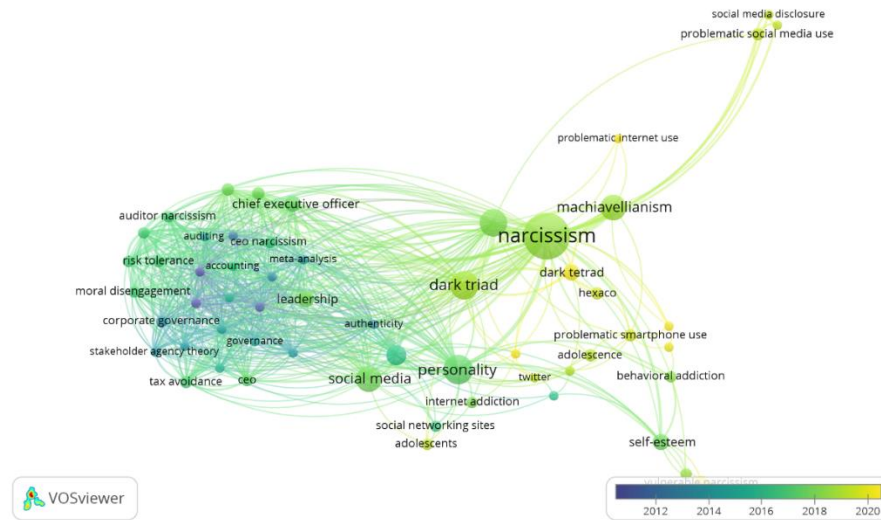 social media disclosure
problematic social media use
problematic internet use
chief executive officer
machiavellianism
auditor narcissism
auditing
ceo narcissism
narcissism
risk tolerance
accounting
meta-analysis
dark tetrad
moral disengagement
leadership
dark triad
hexaco
corporate governance
authenticity
problematic smartphone use
stakeholder agency theory
governance
adolescence
tax avoidance
ceo
social media
personality
twitter
behavioral addiction
internet addiction
social networking sites
adolescents
self-esteem
vulnerable narcissism
VOSviewer
2012 2014 2016 2018 2020